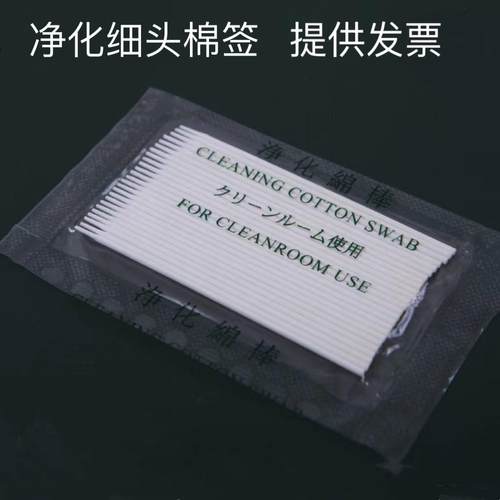 净化细头棉签 提供发票
净化綿棒
CLEANING COTTON SWAB
クリーンルーム使用
FOR CLEANROOM USE
净化綿棒